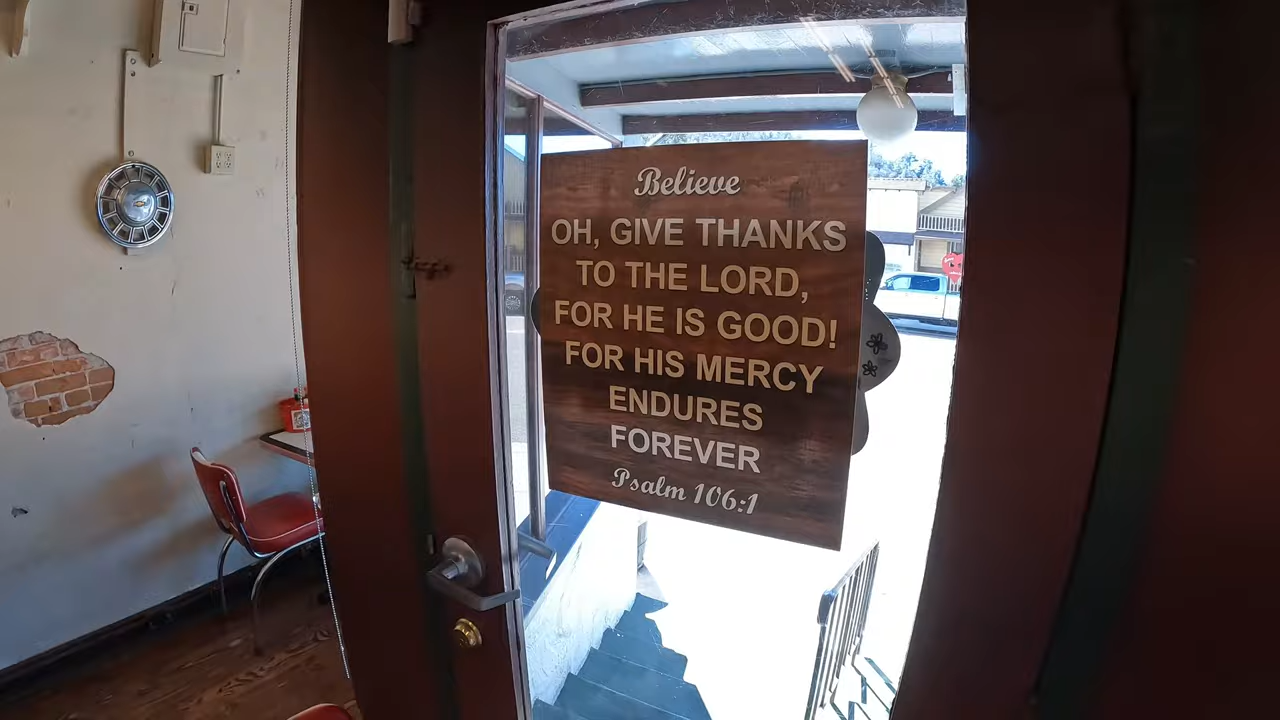 Believe
OH, GIVE THANKS
TO THE LORD,
FOR HE IS GOOD!
FOR HIS MERCY
ENDURES
FOREVER
Psalm 106:1